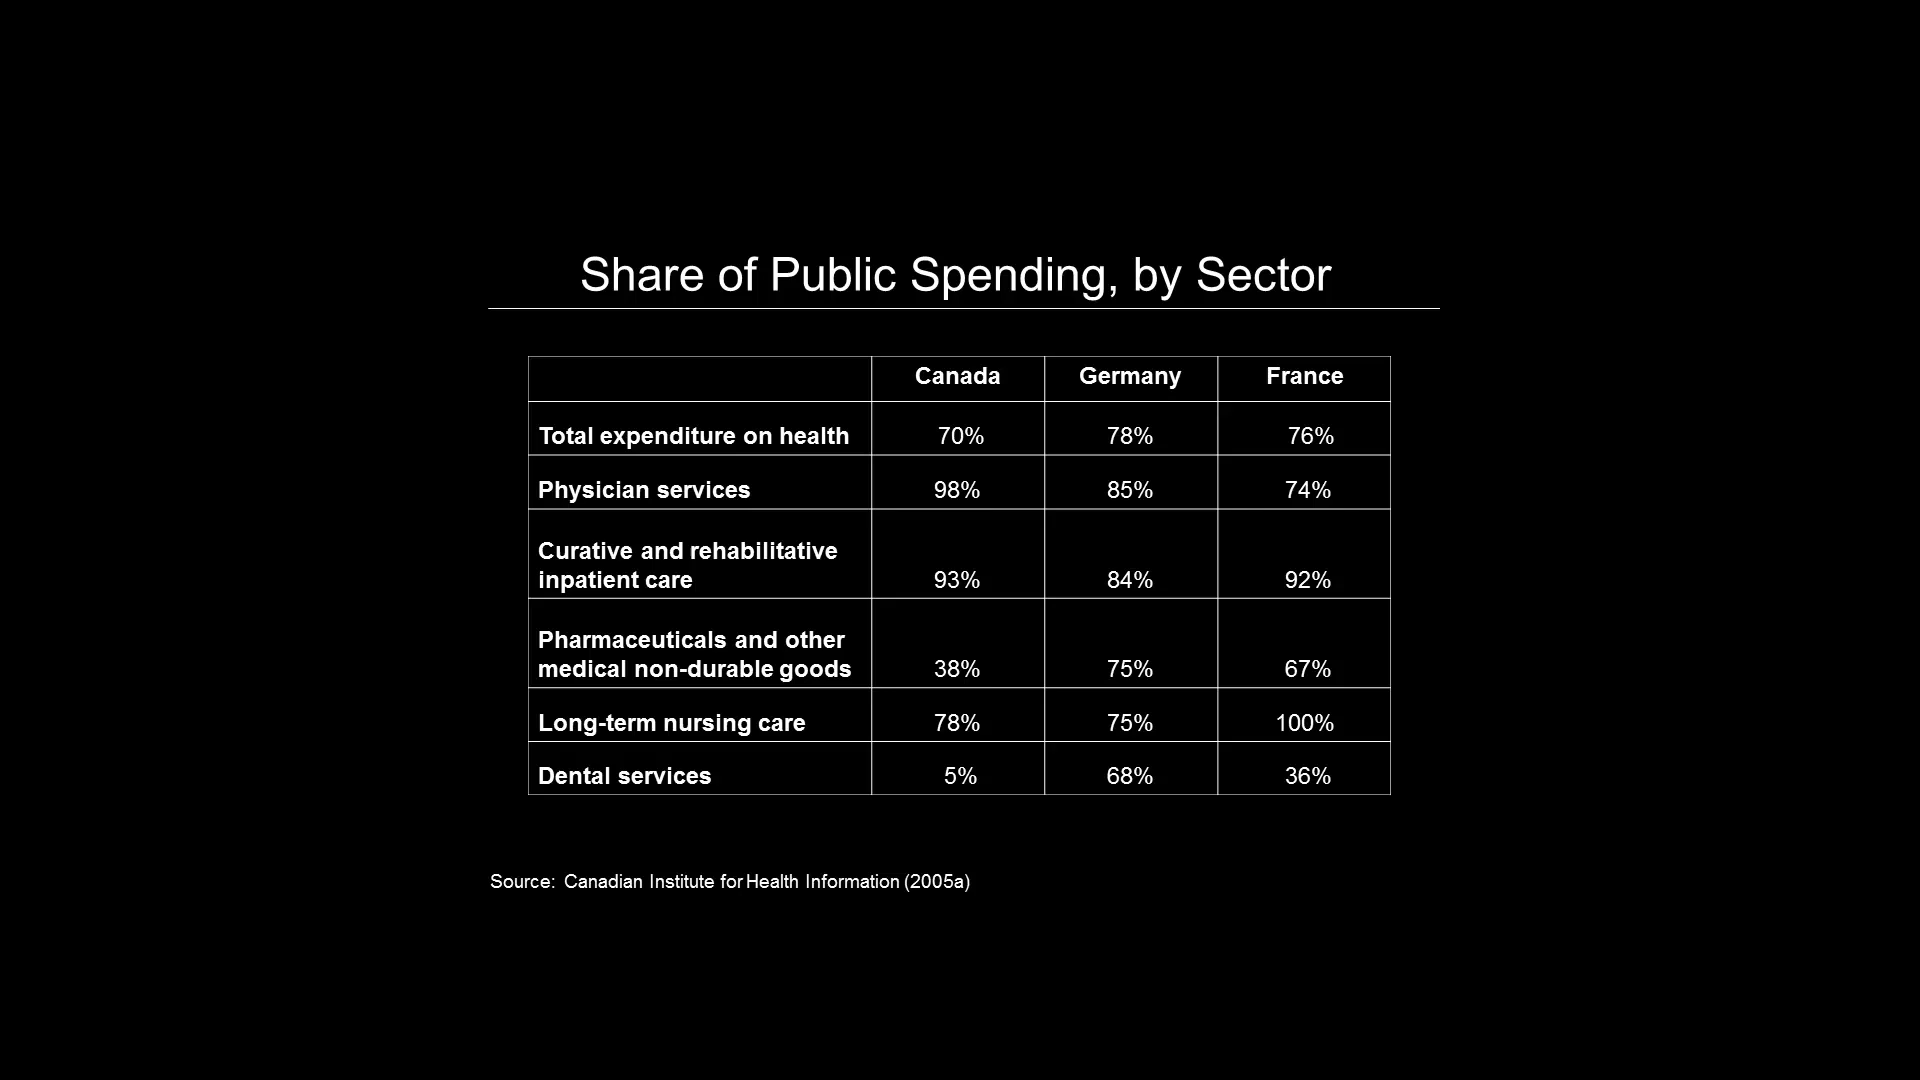 Share of Public Spending, by Sector
Canada Germany France
Total expenditure on health 70% 78% 76%
Physician services 98% 85% 74%
Curative and rehabilitative
inpatient care 93% 84% 92%
Pharmaceuticals and other
medical non-durable goods 38% 75% 67%
Long-term nursing care 78% 75% 100%
Dental services 5% 68% 36%
Source: Canadian Institute for Health Information (2005a)